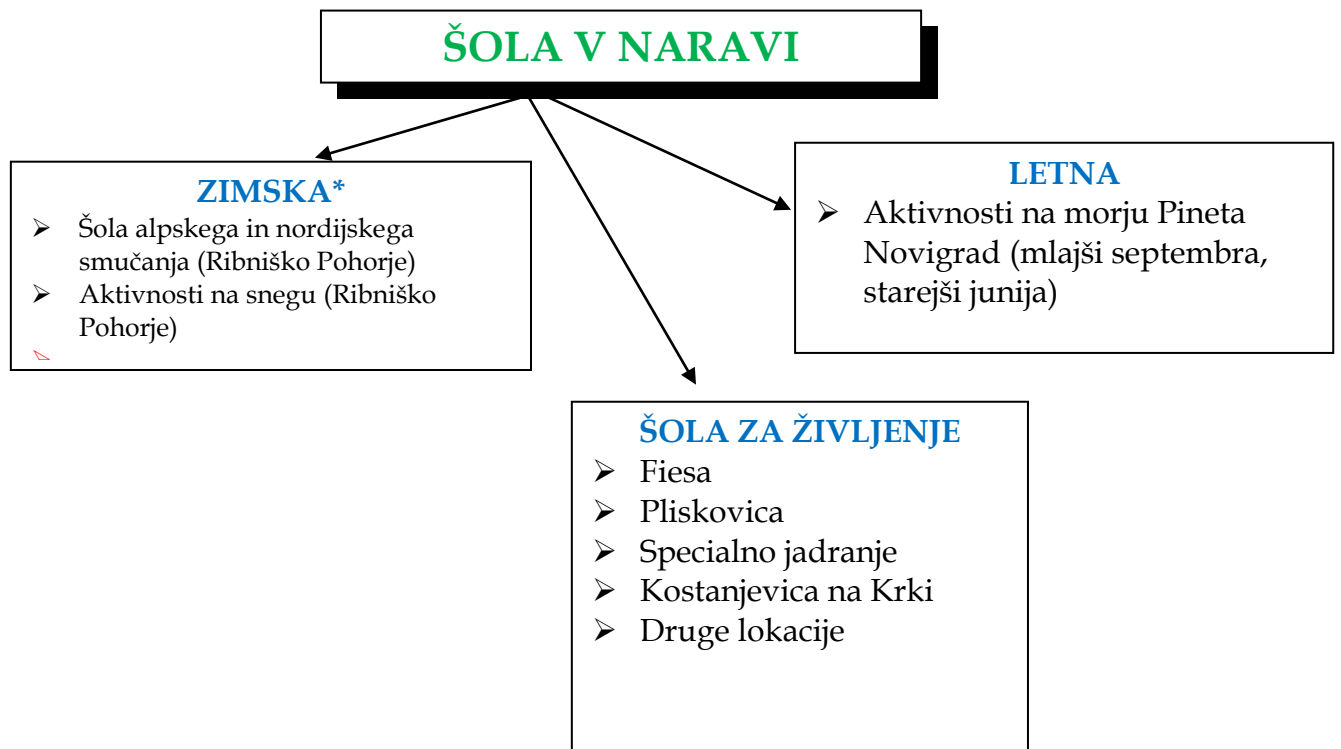 ŠOLA V NARAVI
ZIMSKA*
➢ Šola alpskega in nordijskega
smučanja (Ribniško Pohorje)
➢ Aktivnosti na snegu (Ribniško
Pohorje)
➢
LETNA
➢ Aktivnosti na morju Pineta
Novigrad (mlajši septembra,
starejši junija)
ŠOLA ZA ŽIVLJENJE
➢ Fiesa
➢ Pliskovica
➢ Specialno jadranje
➢ Kostanjevica na Krki
➢ Druge lokacije